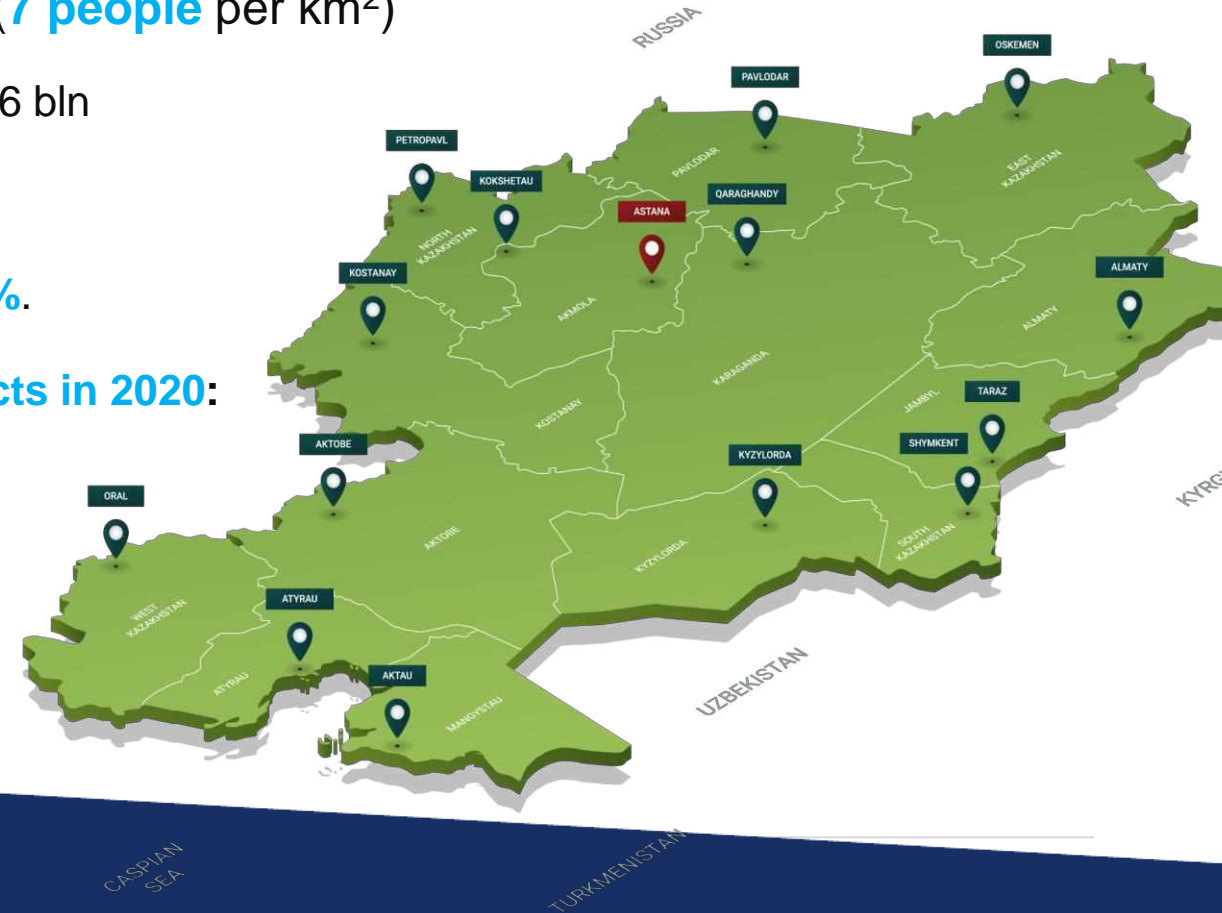 (7 people per km²)
6 bln
%.
cts in 2020:
RUSSIA
OSKEMEN
PAVLODAR
PETROPAVL
KOKSHETAU
PAVLODAR
EAST
KAZAKHSTAN
QARAGHANDY
ASTANA
NORTH
KAZAKHSTAN
KOSTANAY
ALMATY
AKMOLA
ALMATY
KARAGANDA
TARAZ
JAMBYL
KOSTANAY
AKTOBE
SHYMKENT
KYZYLORDA
ORAL
KYRG
AKTOBE
SOUTH
KAZAKHSTAN
KYZYLORDA
ATYRAU
WEST
KAZAKHSTAN
AKTAU
UZBEKISTAN
ATYRAU
MANGYSTAU
CASPIAN
SEA
TURKMENISTAN